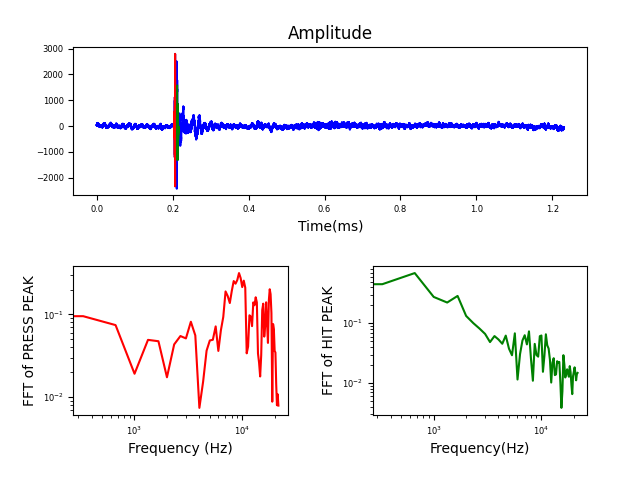 Amplitude
3000
2000
1000
0
−1000
−2000
0.0 0.2 0.4 0.6 0.8 1.0 1.2
Time(ms)
FFT of PRESS PEAK
10⁻¹
10⁻²
10³ 10⁴
Frequency (Hz)
FFT of HIT PEAK
10⁻¹
10⁻²
10³ 10⁴
Frequency(Hz)